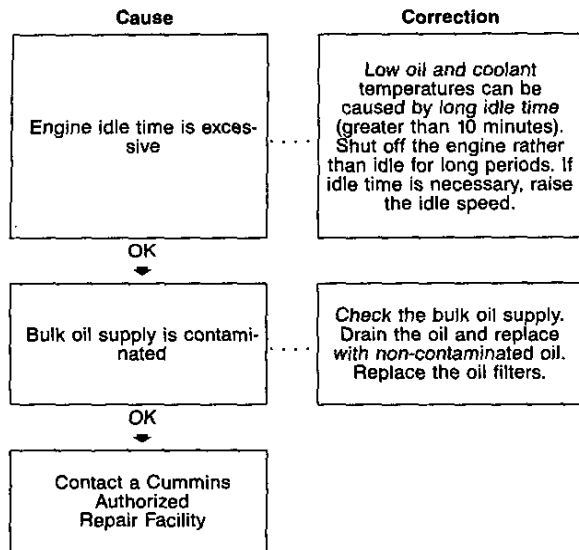 Cause
Correction
Engine idle time is exces-
sive
Low oil and coolant
temperatures can be
caused by long idle time
(greater than 10 minutes).
Shut off the engine rather
than idle for long periods. If
idle time is necessary, raise
the idle speed.
OK
Bulk oil supply is contami-
nated
Check the bulk oil supply.
Drain the oil and replace
with non-contaminated oil.
Replace the oil filters.
OK
Contact a Cummins
Authorized
Repair Facility